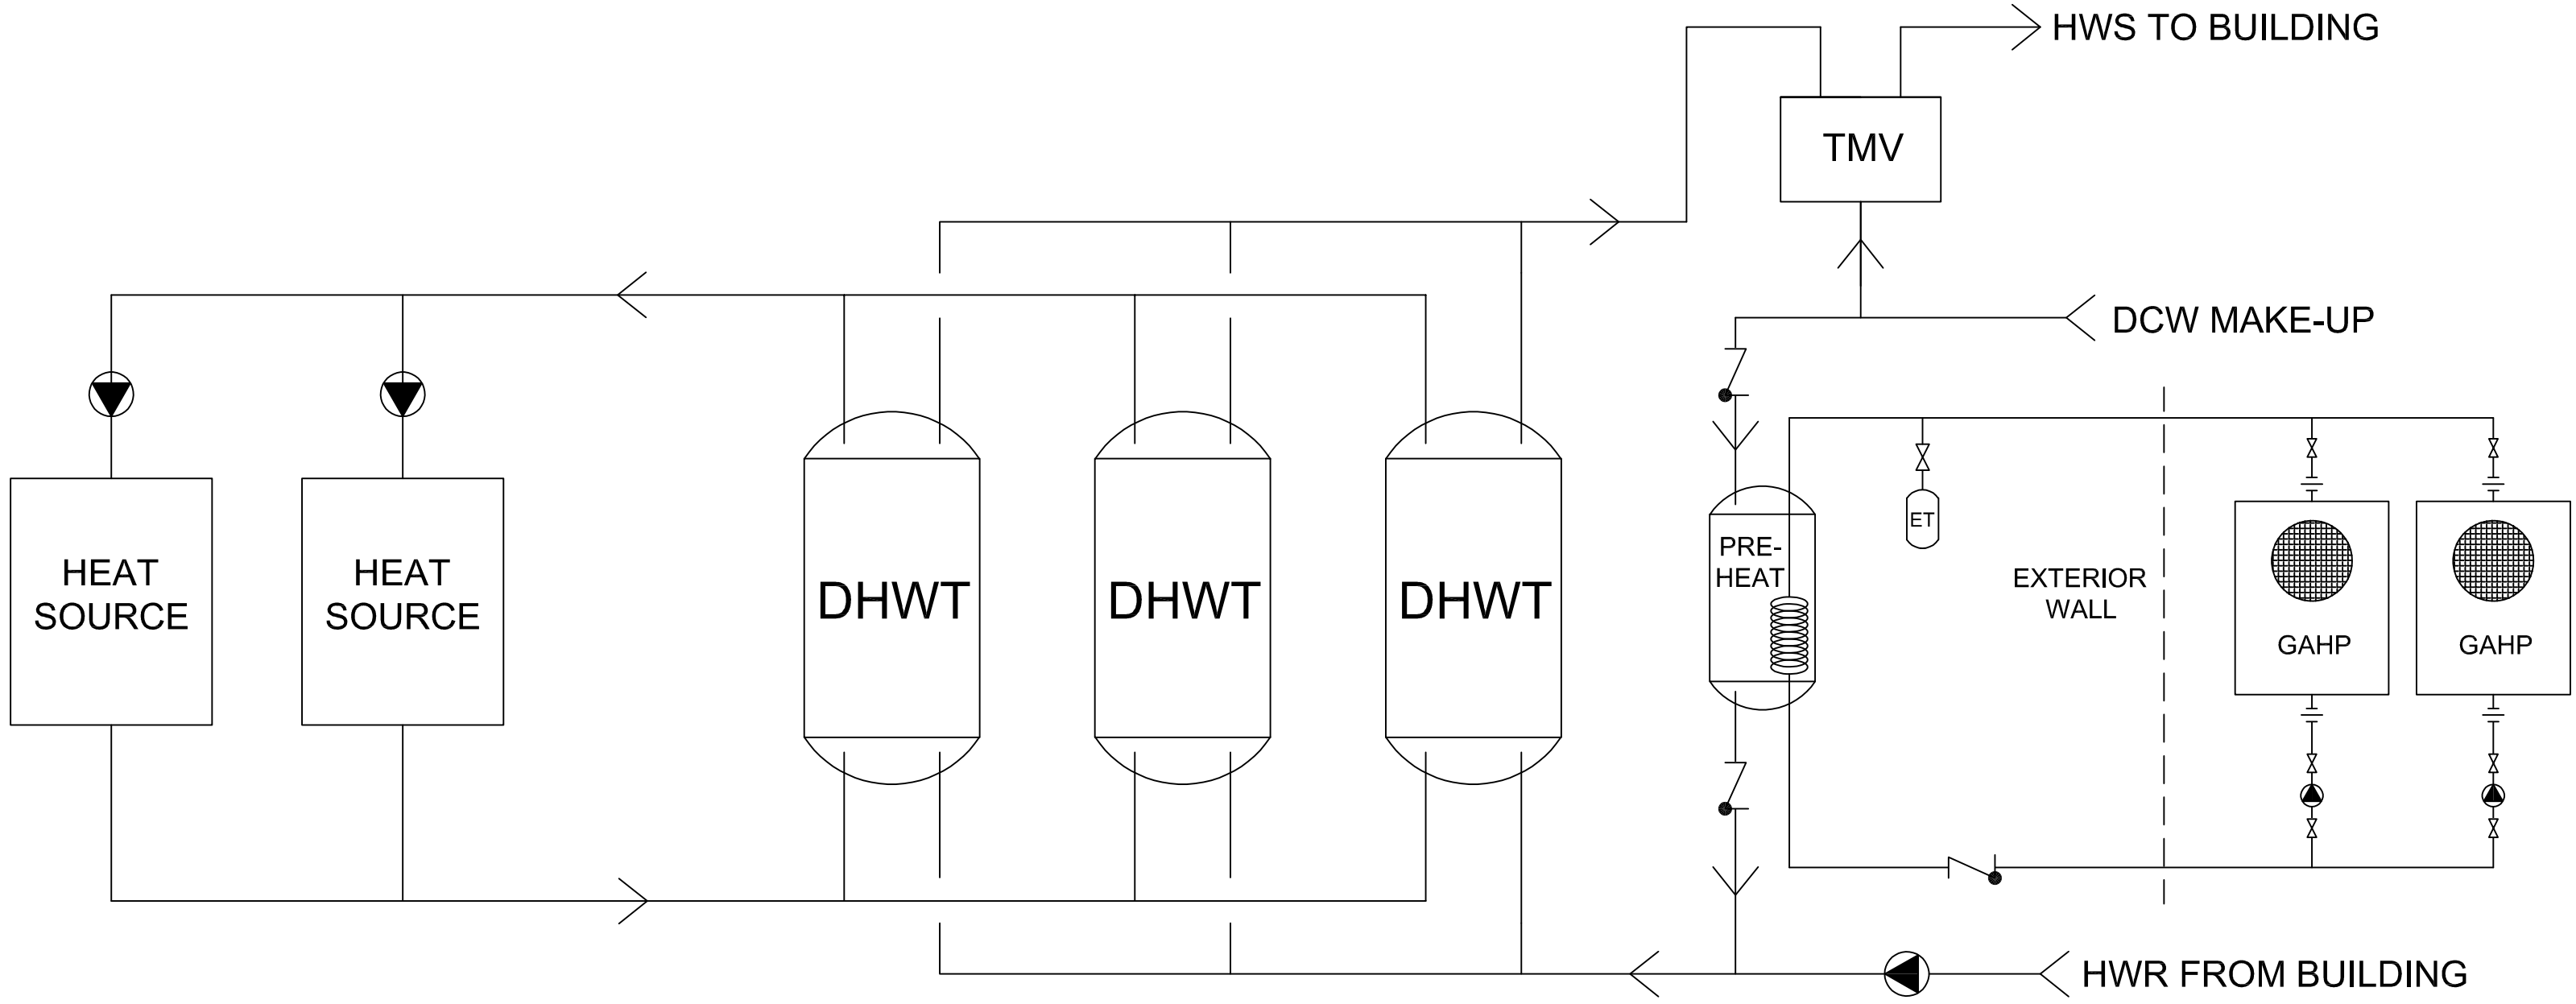 HWS TO BUILDING
TMV
DCW MAKE-UP
HEAT
SOURCE
HEAT
SOURCE
DHWT
DHWT
DHWT
PRE-
HEAT
ET
EXTERIOR
WALL
GAHP
GAHP
HWR FROM BUILDING